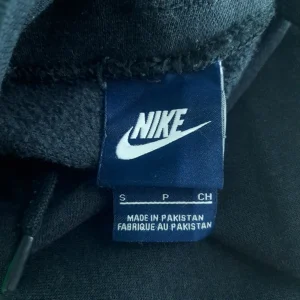 NIKE
S P CH
MADE IN PAKISTAN
FABRIQUE AU PAKISTAN